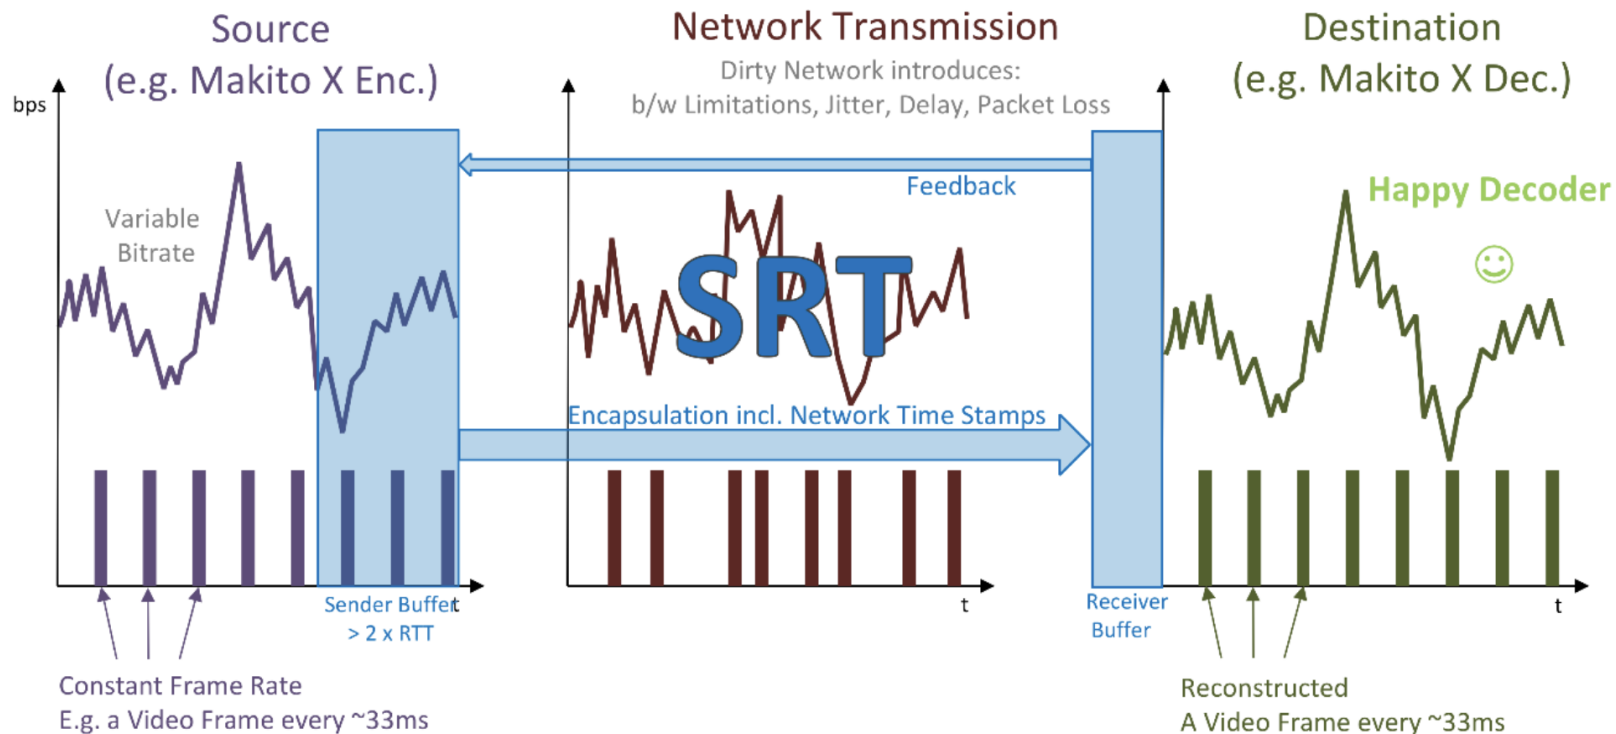 Source
(e.g. Makito X Enc.)
Network Transmission
Dirty Network introduces:
b/w Limitations, Jitter, Delay, Packet Loss
Destination
(e.g. Makito X Dec.)
bps
Variable
Bitrate
Feedback
Happy Decoder
SRT
Encapsulation incl. Network Time Stamps
Sender Buffer
> 2 x RTT
t
t
Receiver
Buffer
t
Constant Frame Rate
E.g. a Video Frame every ~33ms
Reconstructed
A Video Frame every ~33ms